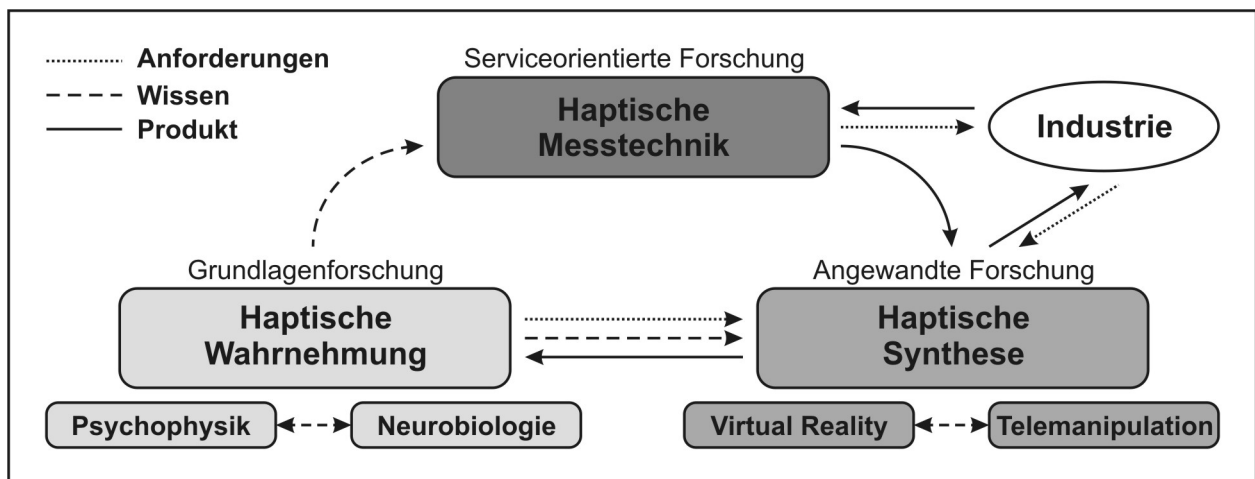 Anforderungen
Wissen
Produkt
Serviceorientierte Forschung
Haptische
Messtechnik
Industrie
Grundlagenforschung
Haptische
Wahrnehmung
Angewandte Forschung
Haptische
Synthese
Psychophysik
Neurobiologie
Virtual Reality
Telemanipulation